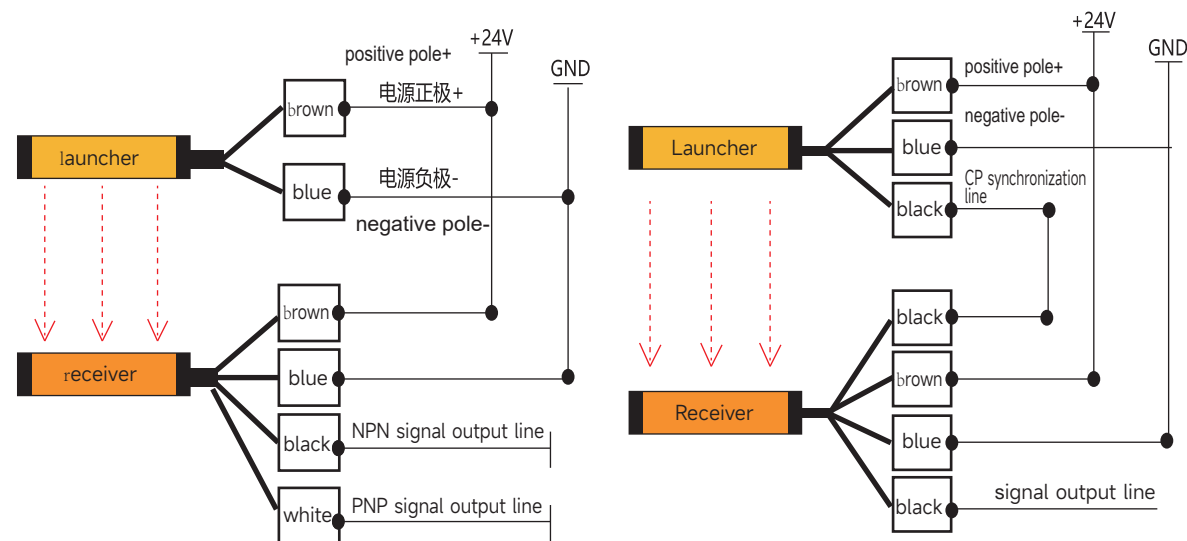 +24V
positive pole+
GND
电源正极+
brown
launcher
电源负极-
blue
negative pole-
brown
receiver
blue
black
NPN signal output line
white
PNP signal output line
+24V
GND
positive pole+
brown
negative pole-
Launcher
blue
CP synchronization
line
black
black
brown
Receiver
blue
signal output line
black